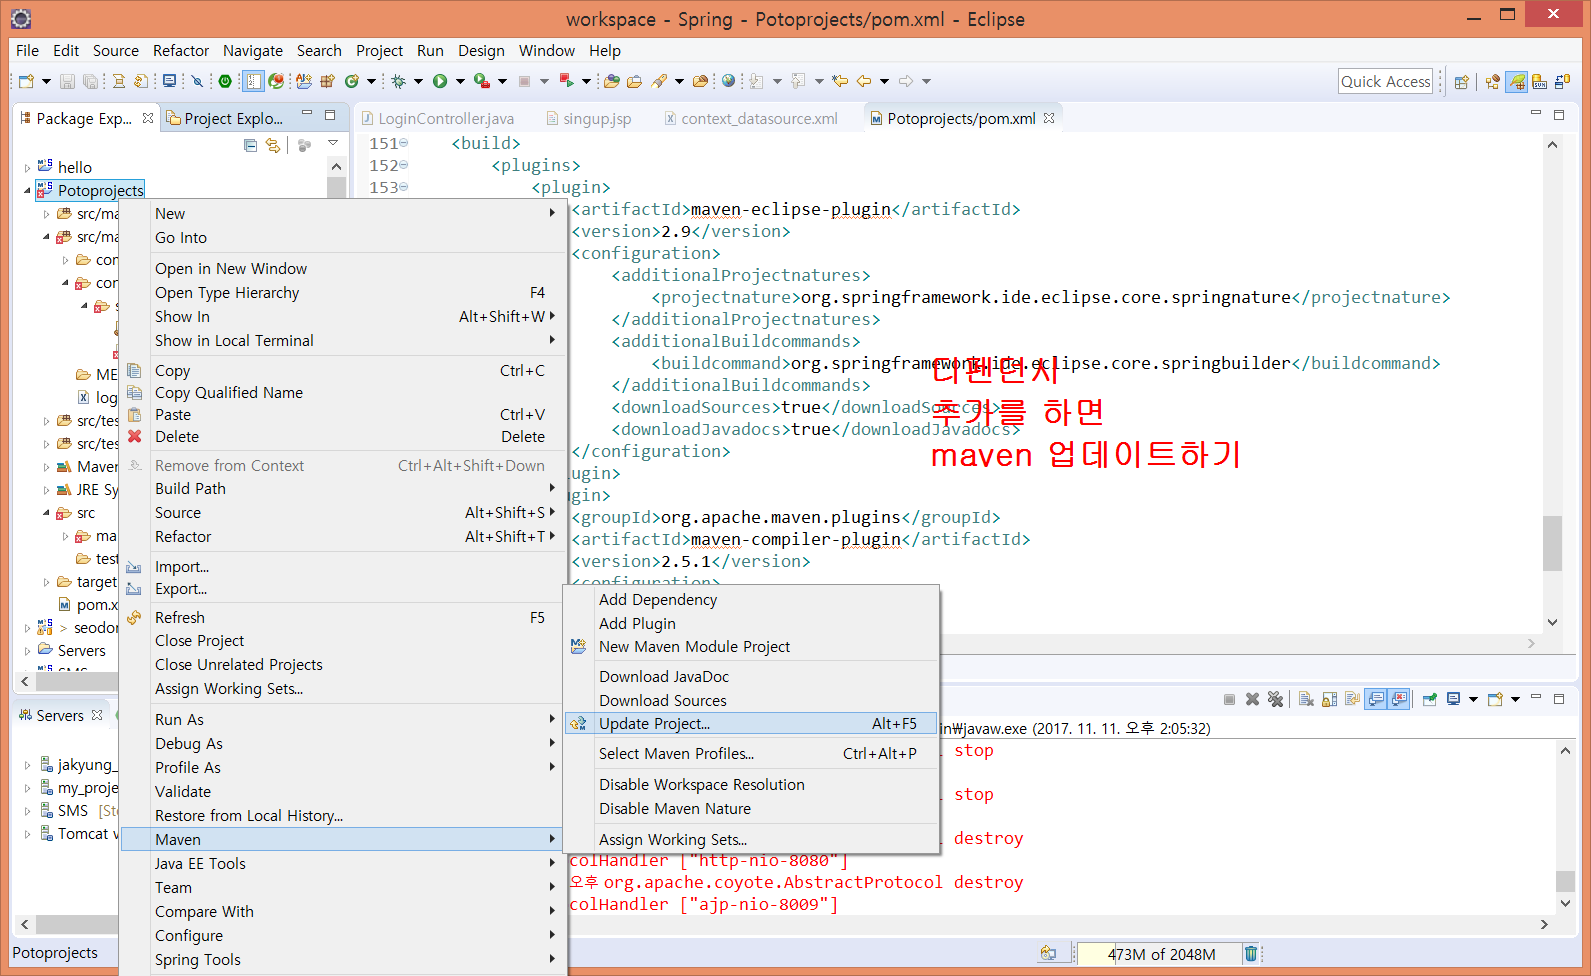 workspace - Spring - Potoprojects/pom.xml - Eclipse
File Edit Source Refactor Navigate Search Project Run Design Window Help
Quick Access
Package Exp...
Project Explo...
hello
Potoprojects
src/ma
src/ma
con
con
ME
log
src/tes
src/tes
Maven
JRE Sy
src
ma
test
target
pom.x
> seodor
Servers
LoginController.java
singup.jsp
context_datasource.xml
Potoprojects/pom.xml
151 <build>
152 <plugins>
153 <plugin>
<artifactId>maven-eclipse-plugin</artifactId>
<version>2.9</version>
<configuration>
<additionalProjectnatures>
<projectnature>org.springframework.ide.eclipse.core.springnature</projectnature>
</additionalProjectnatures>
<additionalBuildcommands>
<buildcommand>org.springframework.ide.eclipse.core.springbuilder</buildcommand>
</additionalBuildcommands>
<downloadSources>true</downloadSources>
<downloadJavadocs>true</downloadJavadocs>
</configuration>
ugin>
gin>
<groupId>org.apache.maven.plugins</groupId>
<artifactId>maven-compiler-plugin</artifactId>
<version>2.5.1</version>
<configuration>
디펜던시
추가를 하면
maven 업데이트하기
New
Go Into
Open in New Window
Open Type Hierarchy F4
Show In Alt+Shift+W
Show in Local Terminal
Copy Ctrl+C
Copy Qualified Name
Paste Ctrl+V
Delete Delete
Remove from Context Ctrl+Alt+Shift+Down
Build Path
Source Alt+Shift+S
Refactor Alt+Shift+T
Import...
Export...
Refresh F5
Close Project
Close Unrelated Projects
Assign Working Sets...
Run As
Debug As
Profile As
Validate
Restore from Local History...
Maven
Java EE Tools
Team
Compare With
Configure
Spring Tools
Add Dependency
Add Plugin
New Maven Module Project
Download JavaDoc
Download Sources
Update Project... Alt+F5
Select Maven Profiles... Ctrl+Alt+P
Disable Workspace Resolution
Disable Maven Nature
Assign Working Sets...
Servers
jakyung_
my_proje
SMS [Sto
Tomcat v
in₩javaw.exe (2017. 11. 11. 오후 2:05:32)
stop
stop
destroy
colHandler ["http-nio-8080"]
오후 org.apache.coyote.AbstractProtocol destroy
colHandler ["ajp-nio-8009"]
Potoprojects
473M of 2048M